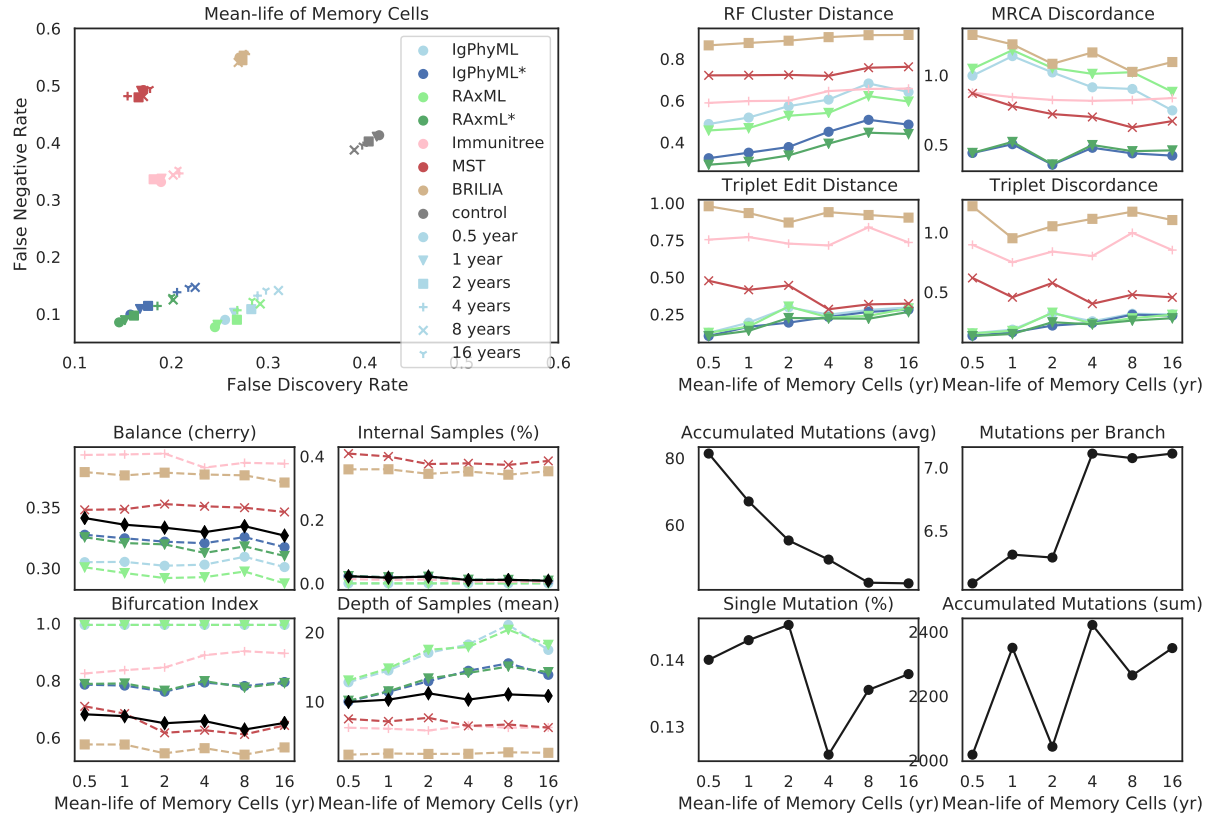 Mean-life of Memory Cells
False Negative Rate
0.6
0.5
0.4
0.3
0.2
0.1
0.1
0.2
0.3
0.4
0.5
0.6
False Discovery Rate
IgPhyML
IgPhyML*
RAxML
RAxmL*
Immunitree
MST
BRILIA
control
0.5 year
1 year
2 years
4 years
8 years
16 years
RF Cluster Distance
0.8
0.6
0.4
MRCA Discordance
1.0
0.5
Triplet Edit Distance
1.00
0.75
0.50
0.25
0.5
1
2
4
8
16
Mean-life of Memory Cells (yr)
Triplet Discordance
1.0
0.5
0.5
1
2
4
8
16
Mean-life of Memory Cells (yr)
Balance (cherry)
0.35
0.30
Internal Samples (%)
0.4
0.2
0.0
Bifurcation Index
1.0
0.8
0.6
0.5
1
2
4
8
16
Mean-life of Memory Cells (yr)
Depth of Samples (mean)
20
10
0.5
1
2
4
8
16
Mean-life of Memory Cells (yr)
Accumulated Mutations (avg)
80
60
Mutations per Branch
7.0
6.5
Single Mutation (%)
0.14
0.13
0.5
1
2
4
8
16
Mean-life of Memory Cells (yr)
Accumulated Mutations (sum)
2400
2200
2000
0.5
1
2
4
8
16
Mean-life of Memory Cells (yr)